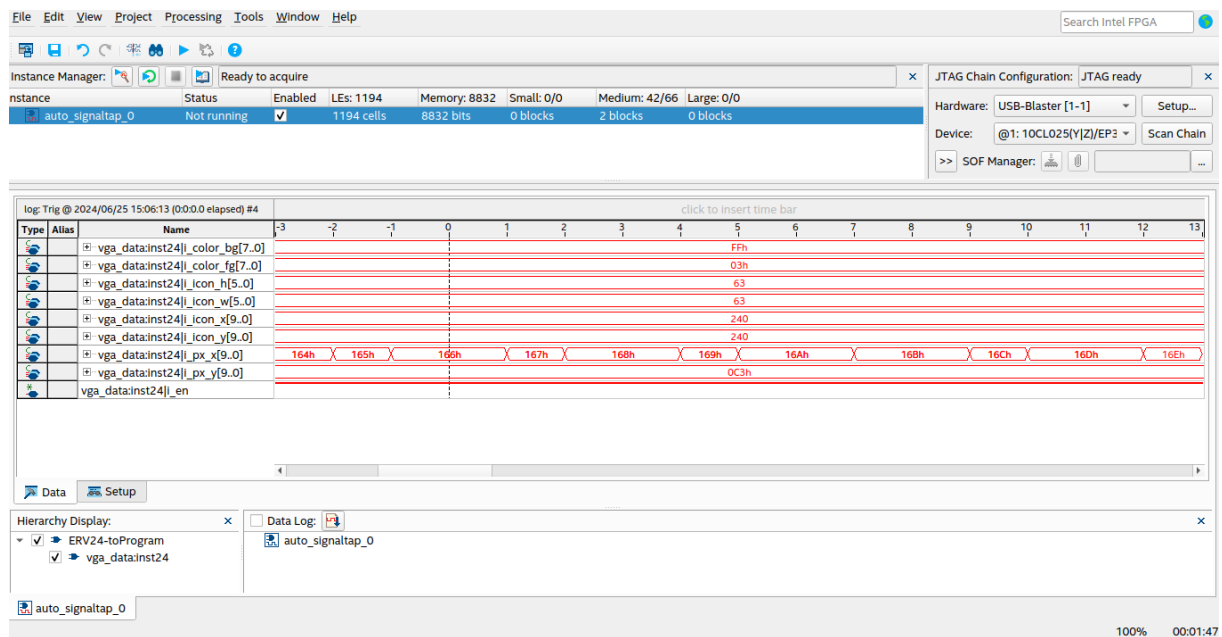 File Edit View Project Processing Tools Window Help
Search Intel FPGA
Instance Manager: Ready to acquire
JTAG Chain Configuration: JTAG ready
nstance Status Enabled LEs: 1194 Memory: 8832 Small: 0/0 Medium: 42/66 Large: 0/0
auto_signaltap_0 Not running 1194 cells 8832 bits 0 blocks 2 blocks 0 blocks
Hardware: USB-Blaster [1-1] Setup...
Device: @1: 10CL025(Y|Z)/EP3 Scan Chain
>> SOF Manager: ...
log: Trig @ 2024/06/25 15:06:13 (0:0:0.0 elapsed) #4 click to insert time bar
Type Alias Name -3 -2 -1 0 1 2 3 4 5 6 7 8 9 10 11 12 13
vga_data:inst24|i_color_bg[7..0] FFh
vga_data:inst24|i_color_fg[7..0] 03h
vga_data:inst24|i_icon_h[5..0] 63
vga_data:inst24|i_icon_w[5..0] 63
vga_data:inst24|i_icon_x[9..0] 240
vga_data:inst24|i_icon_y[9..0] 240
vga_data:inst24|i_px_x[9..0] 164h 165h 166h 167h 168h 169h 16Ah 16Bh 16Ch 16Dh 16Eh
vga_data:inst24|i_px_y[9..0] 0C3h
vga_data:inst24|i_en
Data Setup
Hierarchy Display:
ERV24-toProgram
vga_data:inst24
Data Log:
auto_signaltap_0
auto_signaltap_0
100% 00:01:47